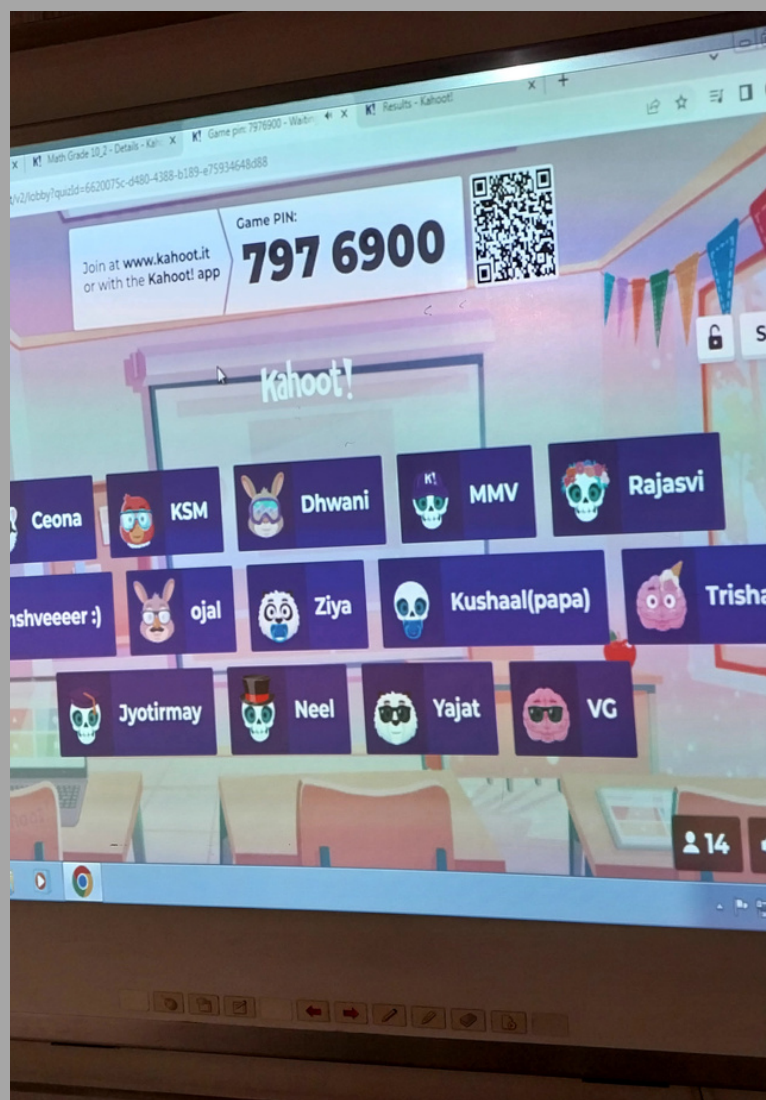 Math Grade 10_2 - Details - Kah
Game pin: 7976900 - Waitin
Results - Kahoot!
t/v2/lobby?quizId=6620075c-d480-4388-b189-e75934648d88
Join at www.kahoot.it
or with the Kahoot! app
Game PIN:
797 6900
S
Kahoot!
Ceona
KSM
Dhwani
K!
MMV
Rajasvi
nshveeeer :)
ojal
Ziya
Kushaal(papa)
Trisha
Jyotirmay
Neel
Yajat
VG
14